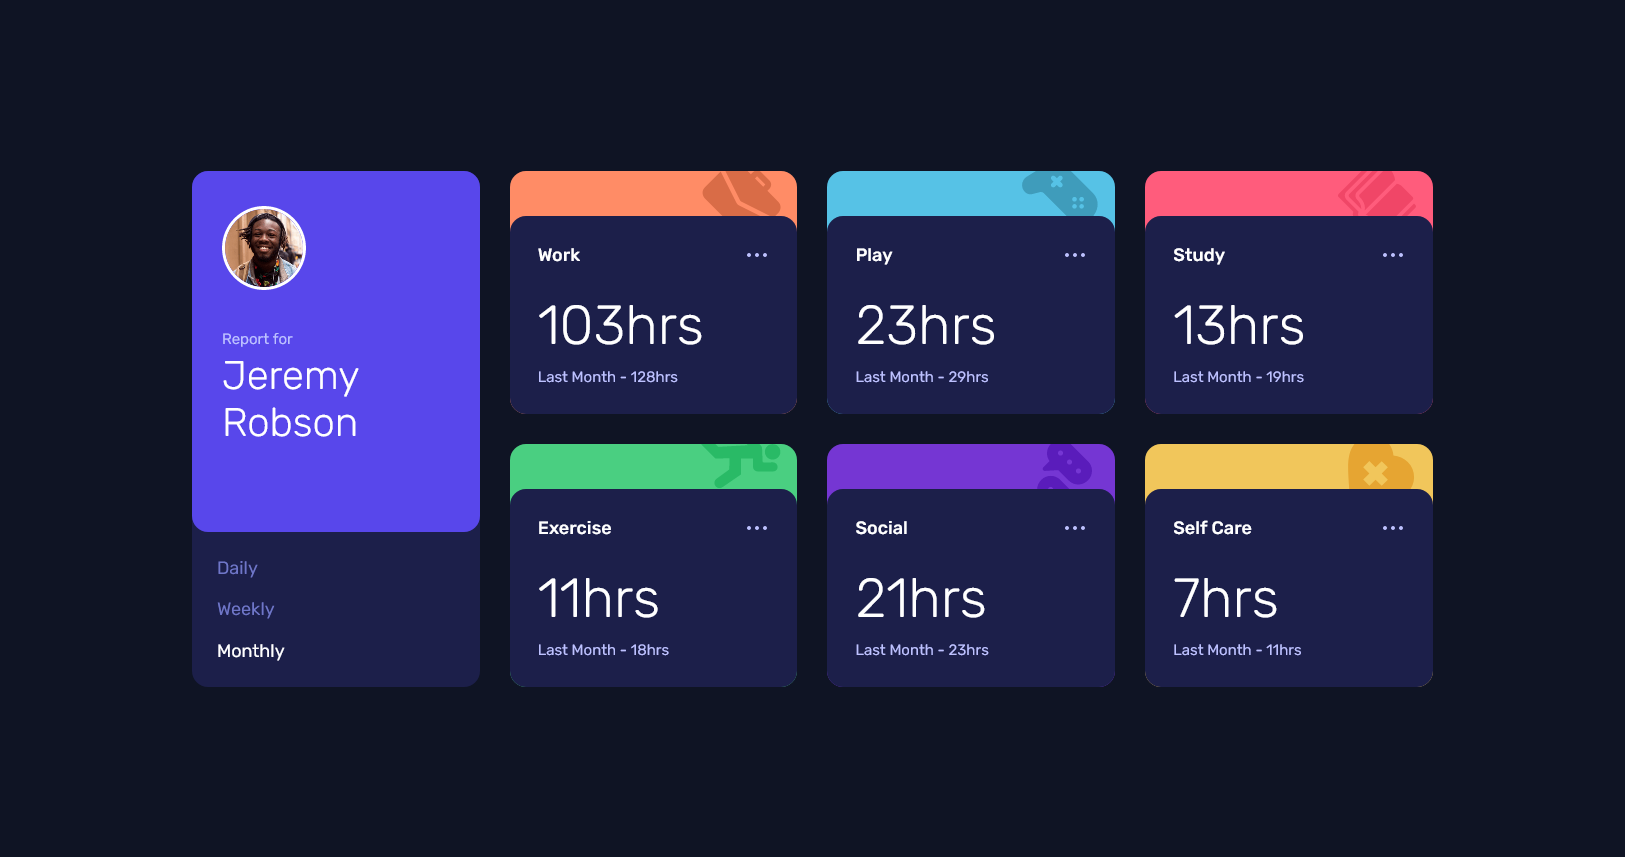 Report for
Jeremy
Robson
Daily
Weekly
Monthly
Work
103hrs
Last Month - 128hrs
Play
23hrs
Last Month - 29hrs
Study
13hrs
Last Month - 19hrs
Exercise
11hrs
Last Month - 18hrs
Social
21hrs
Last Month - 23hrs
Self Care
7hrs
Last Month - 11hrs